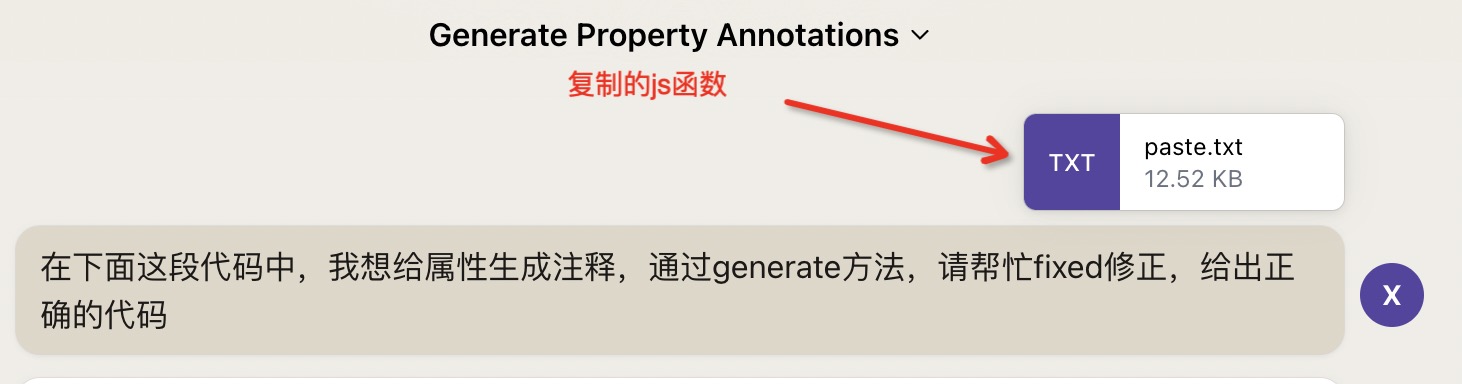 Generate Property Annotations
复制的js函数
TXT
paste.txt
12.52 KB
在下面这段代码中，我想给属性生成注释，通过generate方法，请帮忙fixed修正，给出正
确的代码
X